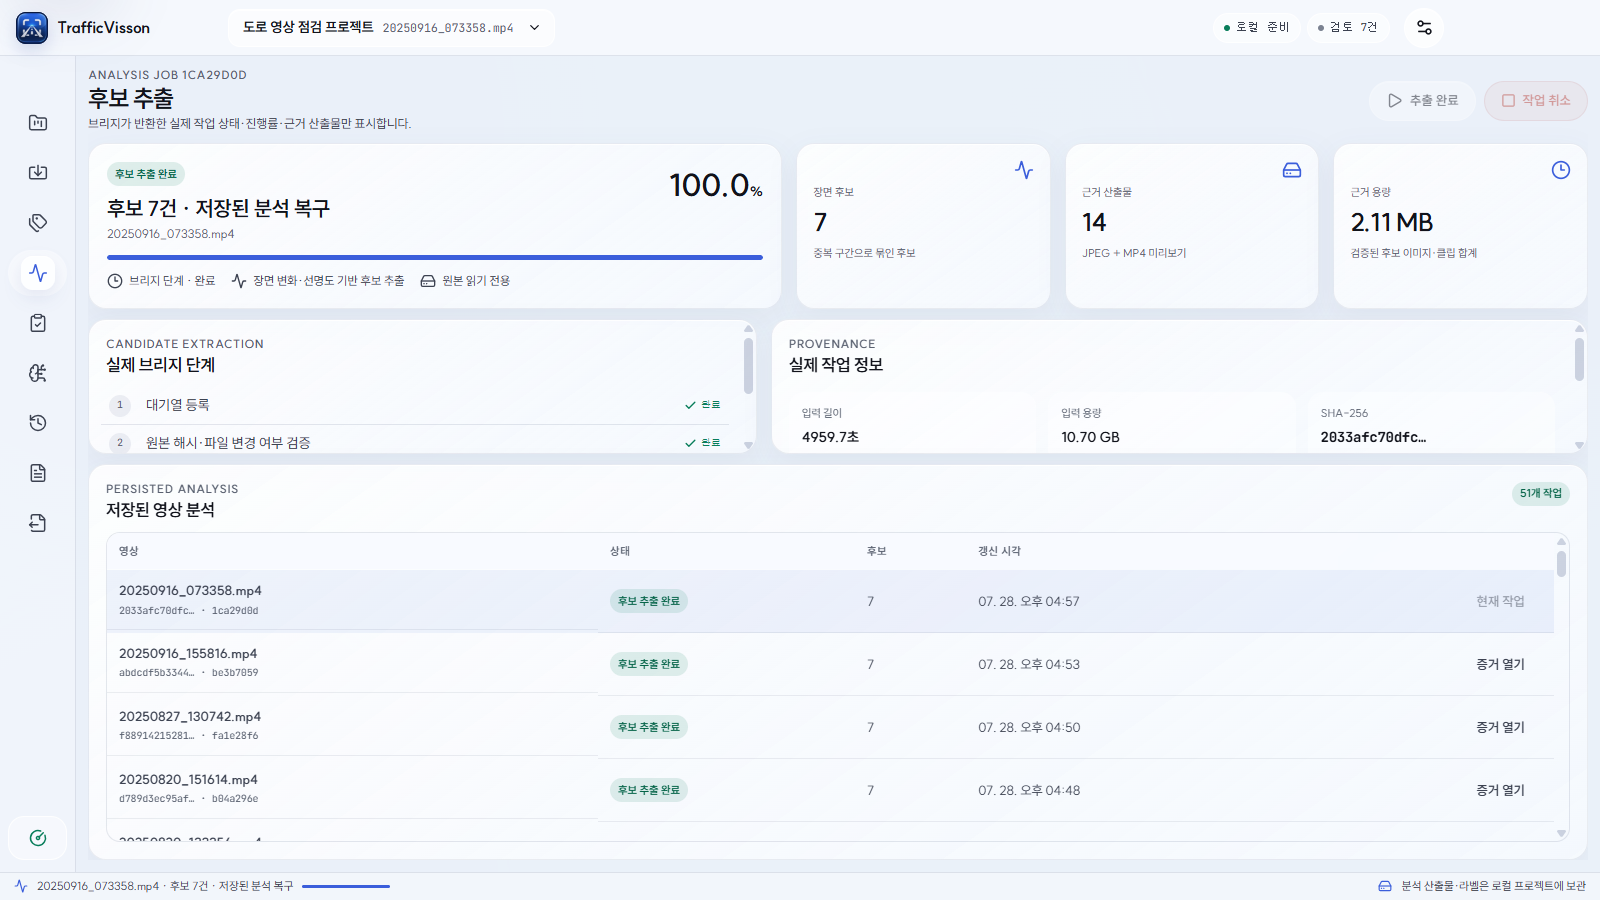 TrafficVisson
도로 영상 점검 프로젝트 20250916_073358.mp4
로컬 준비
검토 7건
ANALYSIS JOB 1CA29D0D
후보 추출
브리지가 반환한 실제 작업 상태·진행률·근거 산출물만 표시합니다.
추출 완료
작업 취소
후보 추출 완료
100.0%
후보 7건 · 저장된 분석 복구
20250916_073358.mp4
브리지 단계 · 완료
장면 변화·선명도 기반 후보 추출
원본 읽기 전용
장면 후보
7
중복 구간으로 묶인 후보
근거 산출물
14
JPEG + MP4 미리보기
근거 용량
2.11 MB
검증된 후보 이미지·클립 합계
CANDIDATE EXTRACTION
실제 브리지 단계
1 대기열 등록 완료
2 원본 해시·파일 변경 여부 검증 완료
PROVENANCE
실제 작업 정보
입력 길이
4959.7초
입력 용량
10.70 GB
SHA-256
2033afc70dfc…
PERSISTED ANALYSIS
저장된 영상 분석
51개 작업
영상 상태 후보 갱신 시각
20250916_073358.mp4
2033afc70dfc… · 1ca29d0d
후보 추출 완료 7 07. 28. 오후 04:57 현재 작업
20250916_155816.mp4
abdcdf5b3344… · be3b7059
후보 추출 완료 7 07. 28. 오후 04:53 증거 열기
20250827_130742.mp4
f88914215281… · fa1e28f6
후보 추출 완료 7 07. 28. 오후 04:50 증거 열기
20250820_151614.mp4
d789d3ec95af… · b04a296e
후보 추출 완료 7 07. 28. 오후 04:48 증거 열기
20250916_073358.mp4 · 후보 7건 · 저장된 분석 복구
분석 산출물·라벨은 로컬 프로젝트에 보관